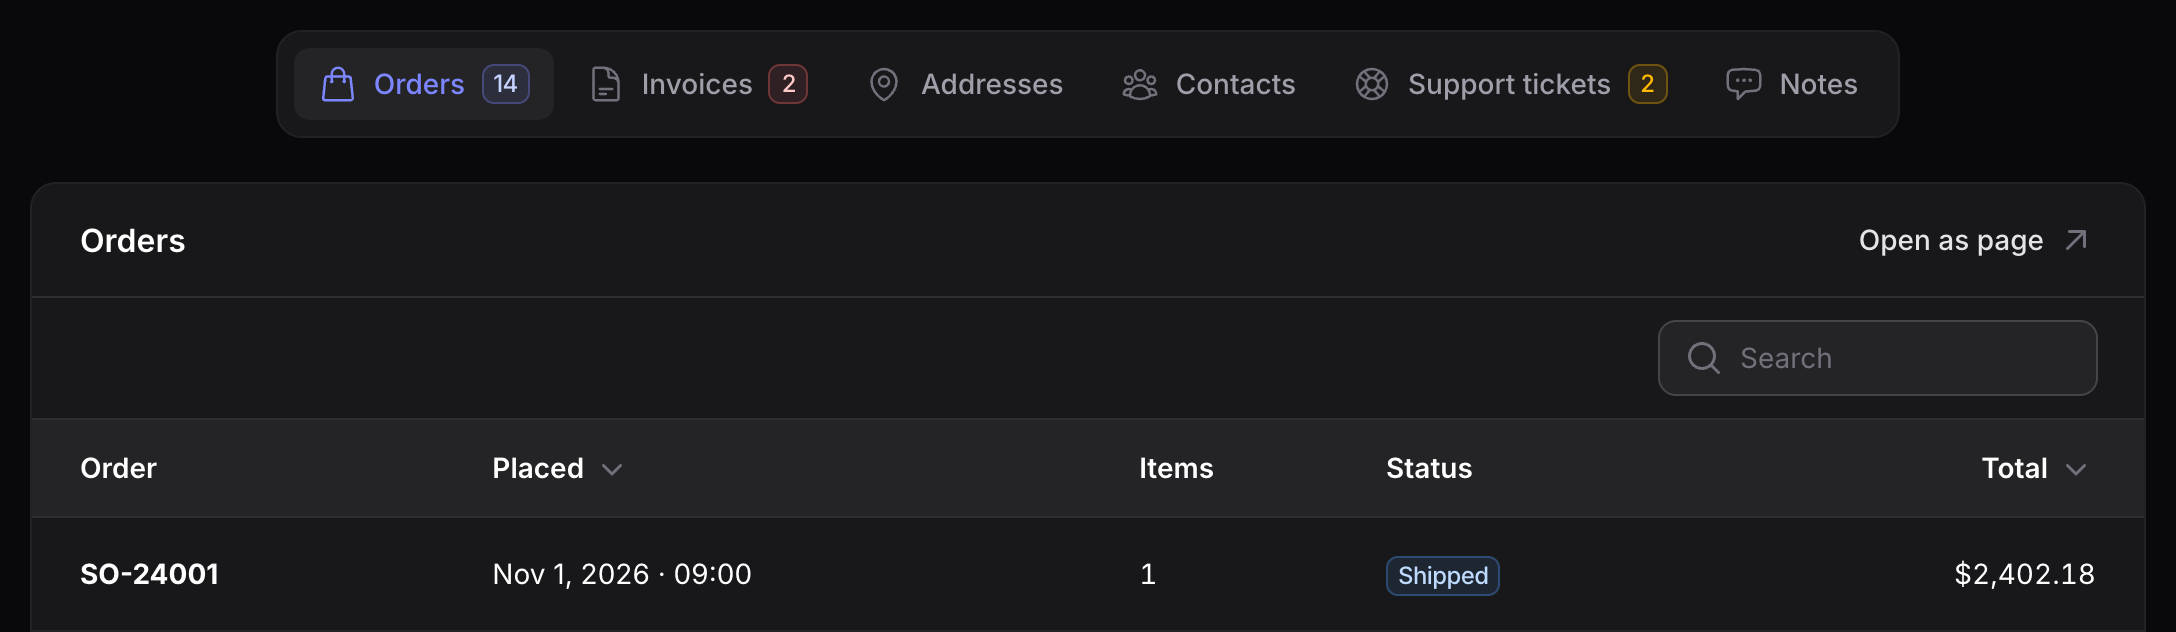 Orders 14 Invoices 2 Addresses Contacts Support tickets 2 Notes
Orders Open as page
Search
Order Placed Items Status Total
SO-24001 Nov 1, 2026 · 09:00 1 Shipped $2,402.18